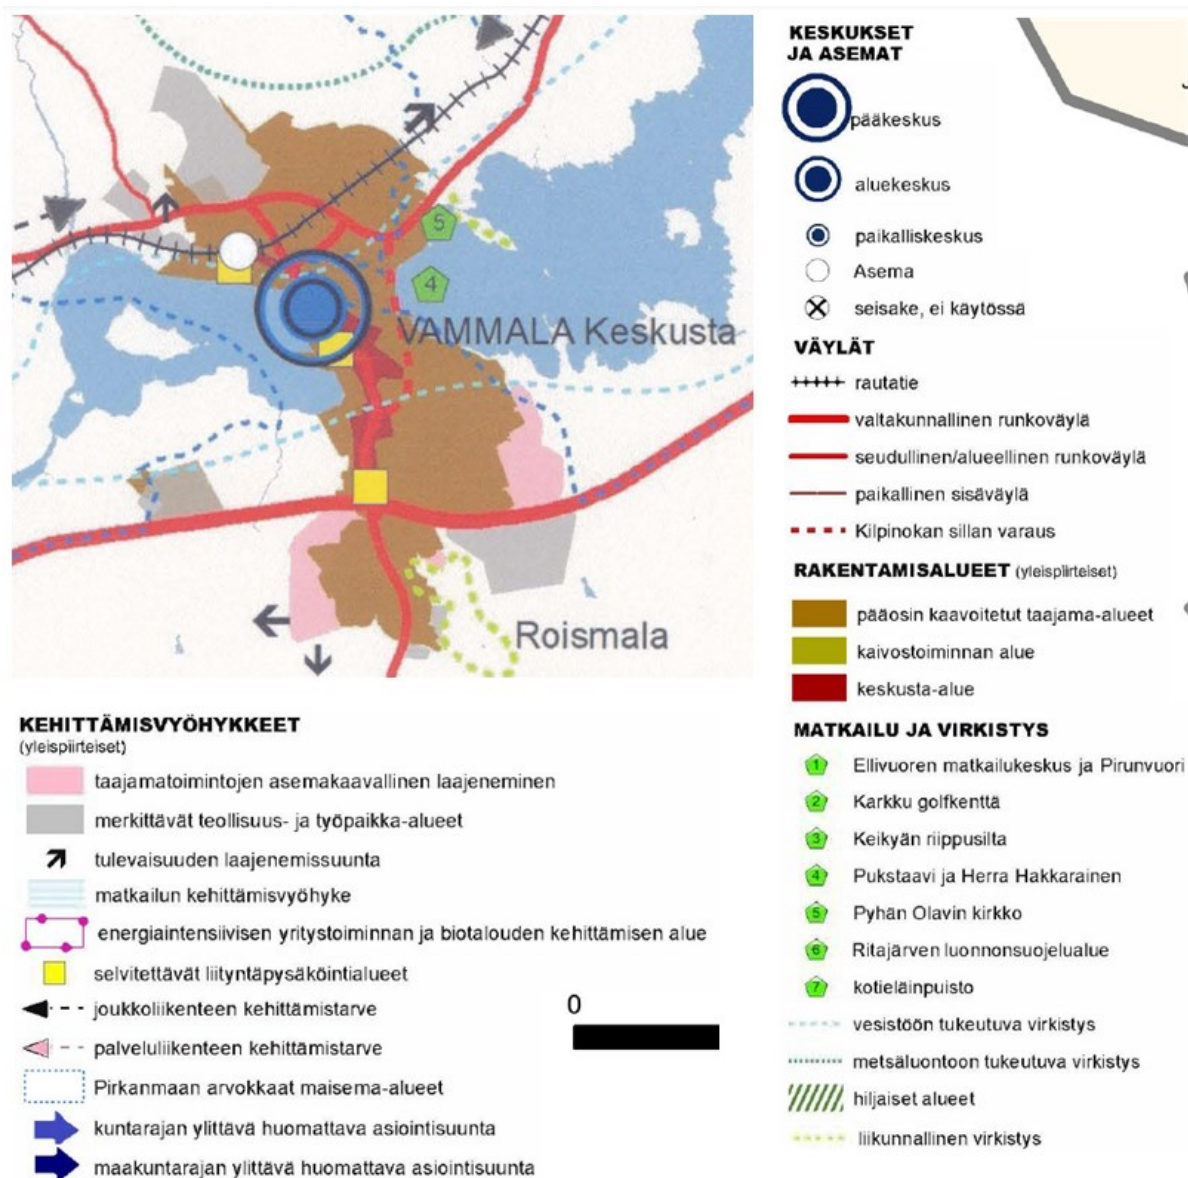 5
4
VAMMALA Keskusta
Roismala
KEHITTÄMISVYÖHYKKEET
(yleispiirteiset)
taajamatoimintojen asemakaavallinen laajeneminen
merkittävät teollisuus- ja työpaikka-alueet
tulevaisuuden laajenemissuunta
matkailun kehittämisvyöhyke
energiaintensiivisen yritystoiminnan ja biotalouden kehittämisen alue
selvitettävät liityntäpysäköintialueet
joukkoliikenteen kehittämistarve
palveluliikenteen kehittämistarve
Pirkanmaan arvokkaat maisema-alueet
kuntarajan ylittävä huomattava asiointisuunta
maakuntarajan ylittävä huomattava asiointisuunta
0
KESKUKSET
JA ASEMAT
pääkeskus
aluekeskus
paikalliskeskus
Asema
seisake, ei käytössä
VÄYLÄT
rautatie
valtakunnallinen runkoväylä
seudullinen/alueellinen runkoväylä
paikallinen sisäväylä
Kilpinokan sillan varaus
RAKENTAMISALUEET (yleispiirteiset)
pääosin kaavoitetut taajama-alueet
kaivostoiminnan alue
keskusta-alue
MATKAILU JA VIRKISTYS
1 Ellivuoren matkailukeskus ja Pirunvuori
2 Karkku golfkenttä
3 Keikyän riippusilta
4 Pukstaavi ja Herra Hakkarainen
5 Pyhän Olavin kirkko
6 Ritajärven luonnonsuojelualue
7 kotieläinpuisto
vesistöön tukeutuva virkistys
metsäluontoon tukeutuva virkistys
hiljaiset alueet
liikunnallinen virkistys